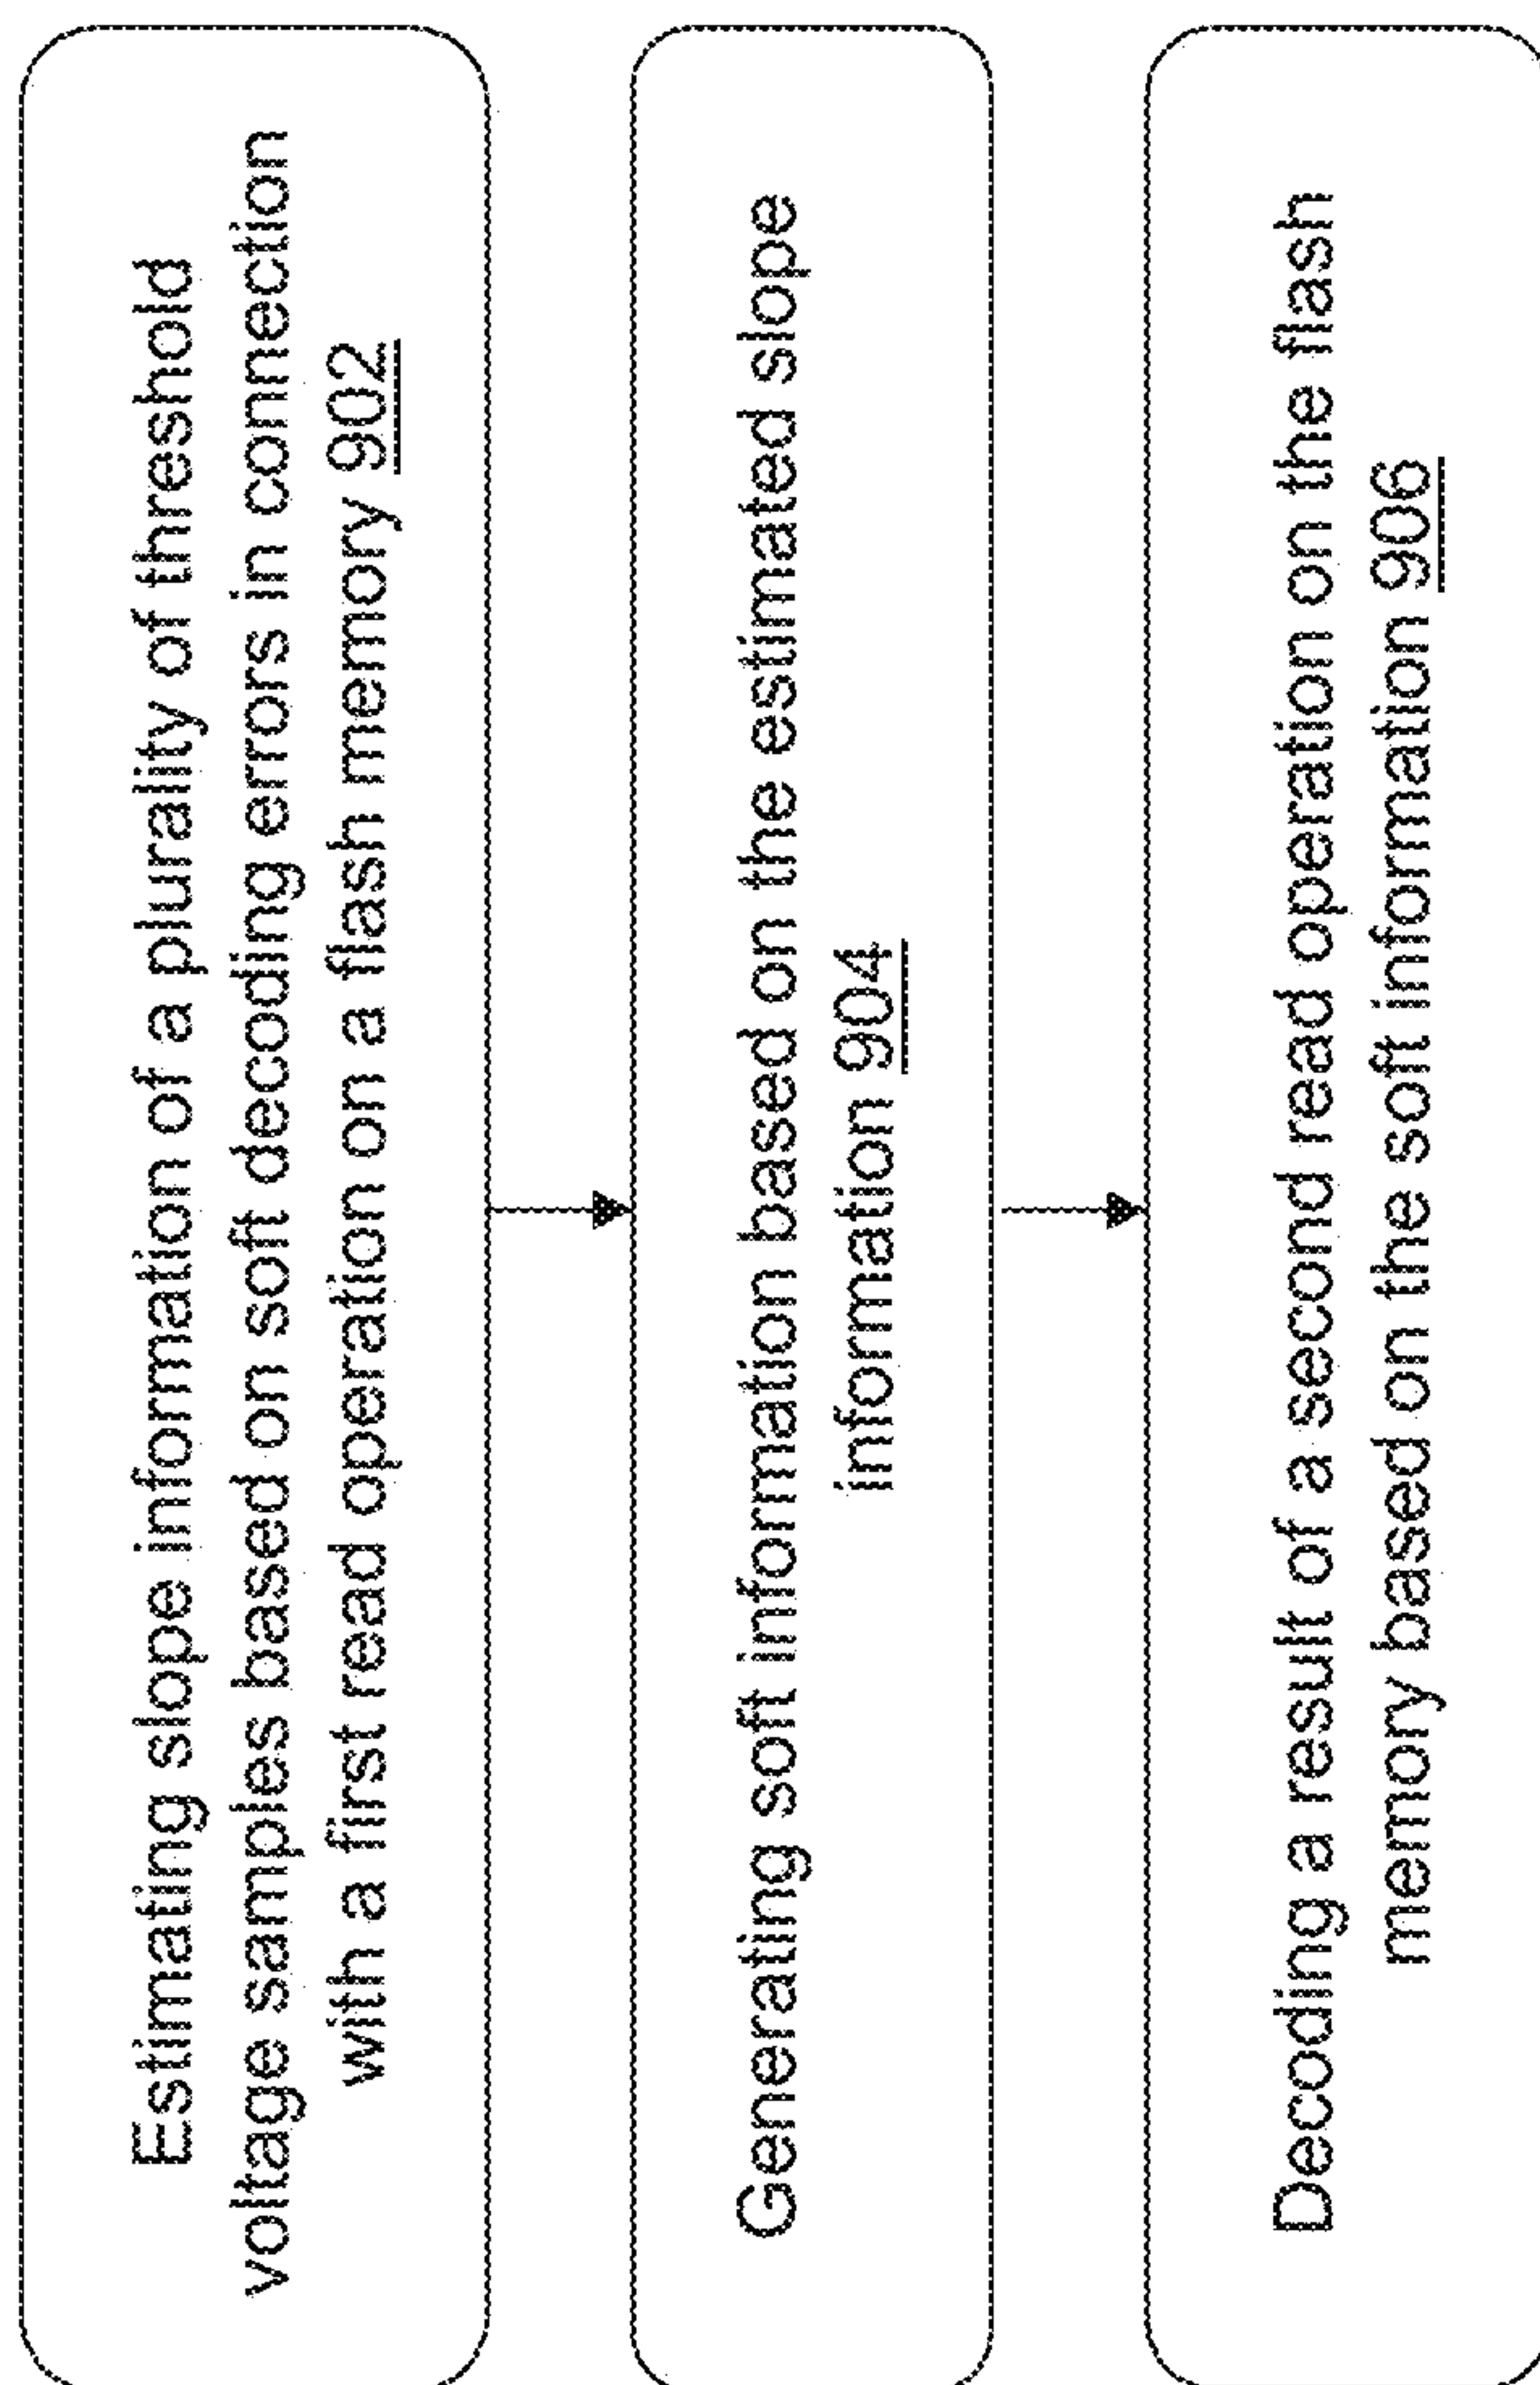 Estimating slope information of a plurality of threshold
voltage samples based on soft decoding errors in connection
with a first read operation on a flash memory 902
Generating soft information based on the estimated slope
information 904
Decoding a result of a second read operation on the flash
memory based on the soft information 906